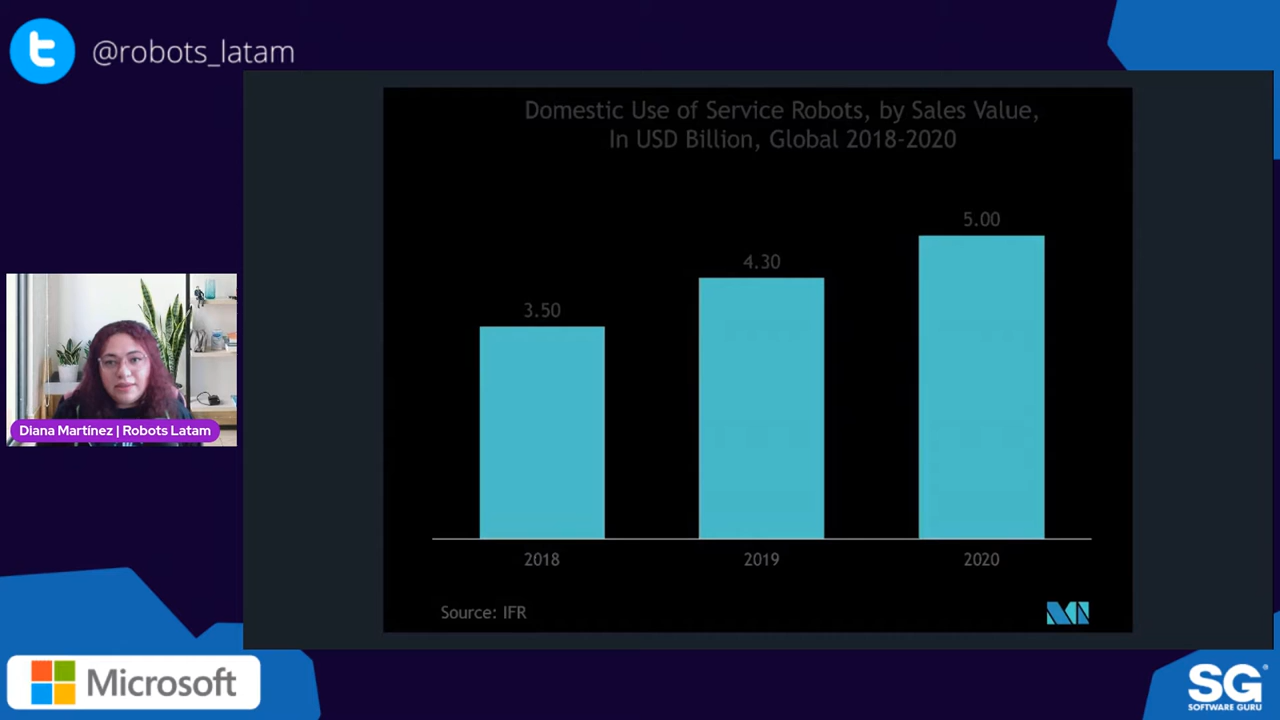 @robots_latam
Domestic Use of Service Robots, by Sales Value,
In USD Billion, Global 2018-2020
3.50
4.30
5.00
2018
2019
2020
Source: IFR
Diana Martínez | Robots Latam
Microsoft
SG
SOFTWARE GURU